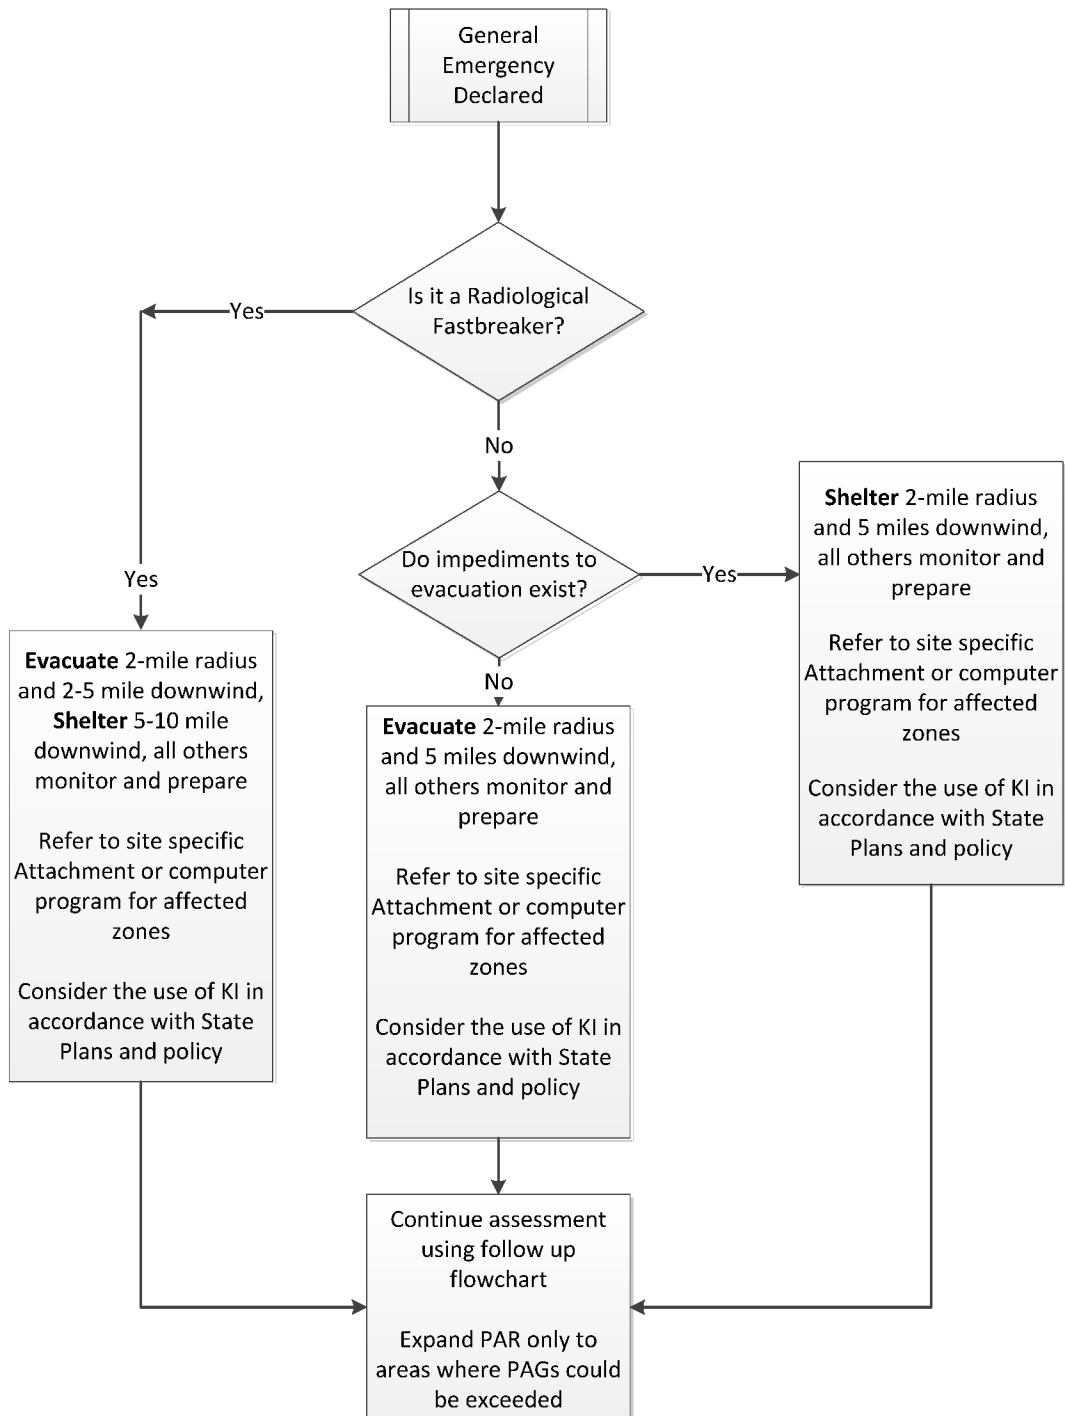 General
Emergency
Declared
Is it a Radiological
Fastbreaker?
Yes
No
Yes
Do impediments to
evacuation exist?
Yes
No
Shelter 2-mile radius
and 5 miles downwind,
all others monitor and
prepare
Refer to site specific
Attachment or computer
program for affected
zones
Consider the use of KI in
accordance with State
Plans and policy
Evacuate 2-mile radius
and 2-5 mile downwind,
Shelter 5-10 mile
downwind, all others
monitor and prepare
Refer to site specific
Attachment or computer
program for affected
zones
Consider the use of KI in
accordance with State
Plans and policy
Evacuate 2-mile radius
and 5 miles downwind,
all others monitor and
prepare
Refer to site specific
Attachment or computer
program for affected
zones
Consider the use of KI in
accordance with State
Plans and policy
Continue assessment
using follow up
flowchart
Expand PAR only to
areas where PAGs could
be exceeded